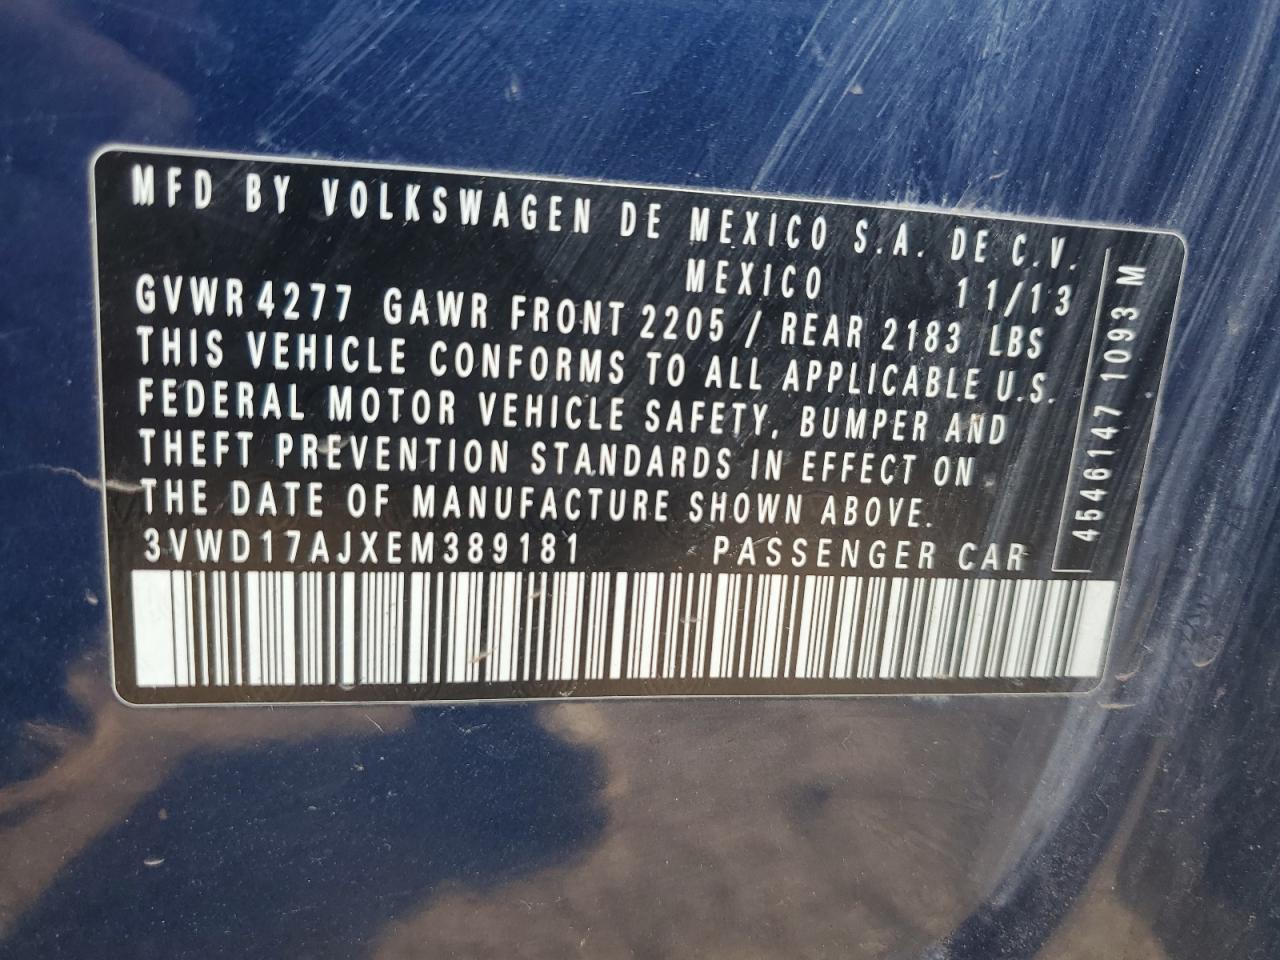 MFD BY VOLKSWAGEN DE MEXICO S.A. DE C.V.
MEXICO 11/13
GVWR 4277 GAWR FRONT 2205 / REAR 2183 LBS
THIS VEHICLE CONFORMS TO ALL APPLICABLE U.S.
FEDERAL MOTOR VEHICLE SAFETY, BUMPER AND
THEFT PREVENTION STANDARDS IN EFFECT ON
THE DATE OF MANUFACTURE SHOWN ABOVE.
3VWD17AJXEM389181 PASSENGER CAR
4546147 1093 M